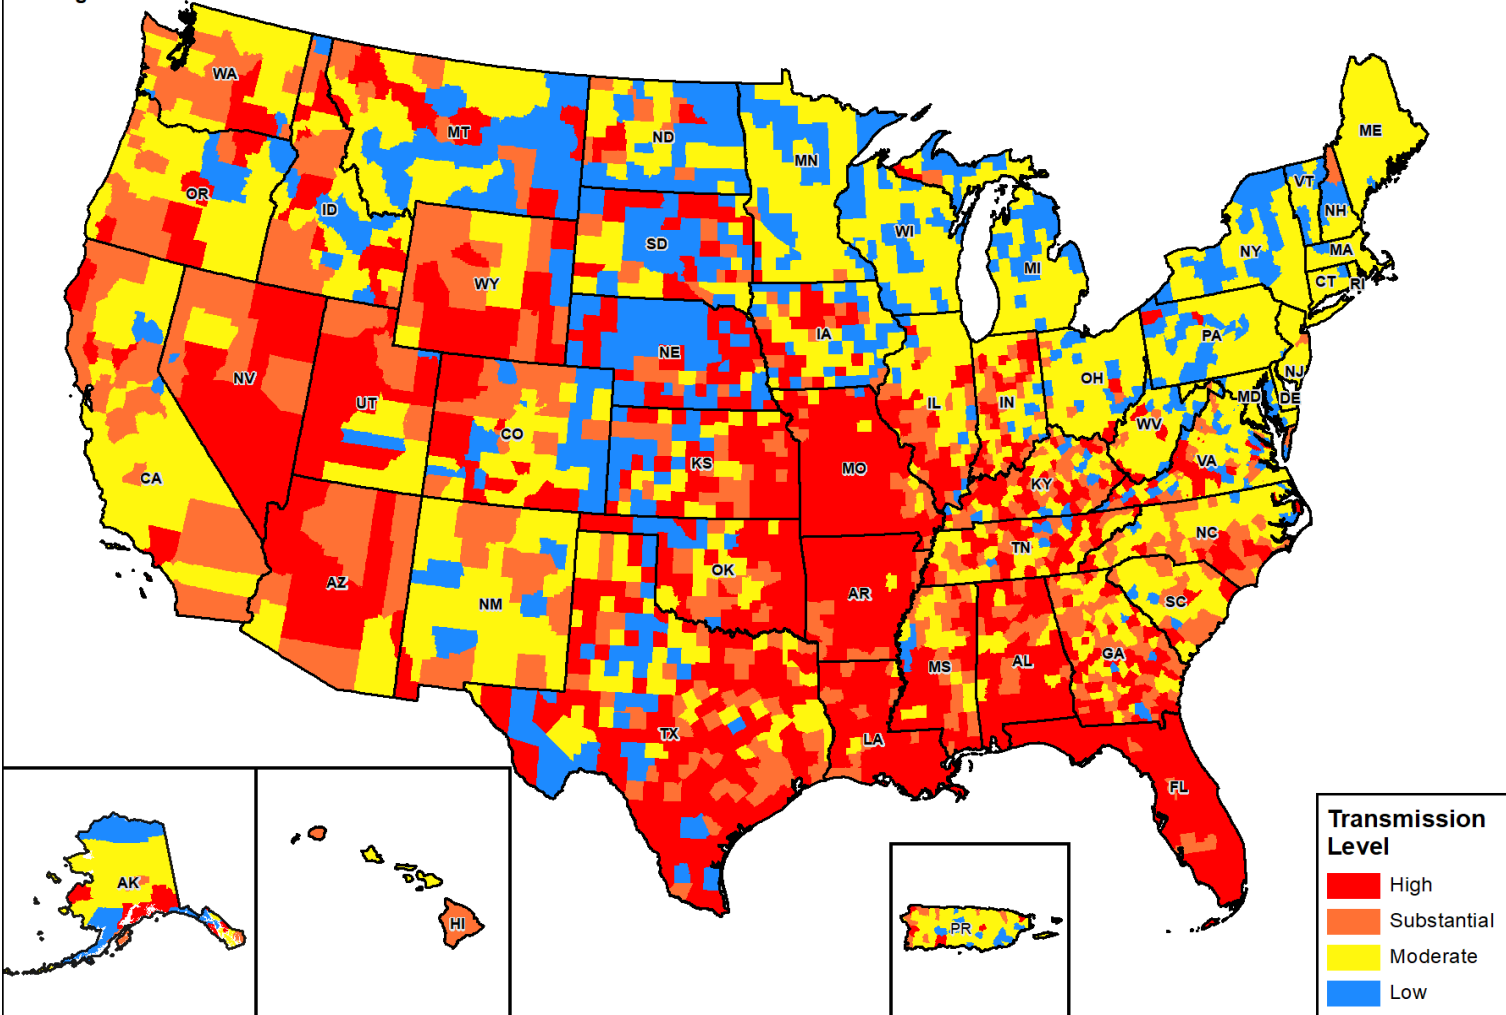 WA
MT
ND
MN
ME
OR
ID
SD
WI
MI
VT
NH
NY
MA
CT
RI
WY
NE
IA
PA
NJ
NV
UT
CO
IL
IN
OH
MD
DE
WV
CA
KS
MO
KY
VA
AZ
NM
OK
AR
TN
NC
SC
MS
AL
GA
TX
LA
FL
AK
HI
PR
Transmission
Level
High
Substantial
Moderate
Low